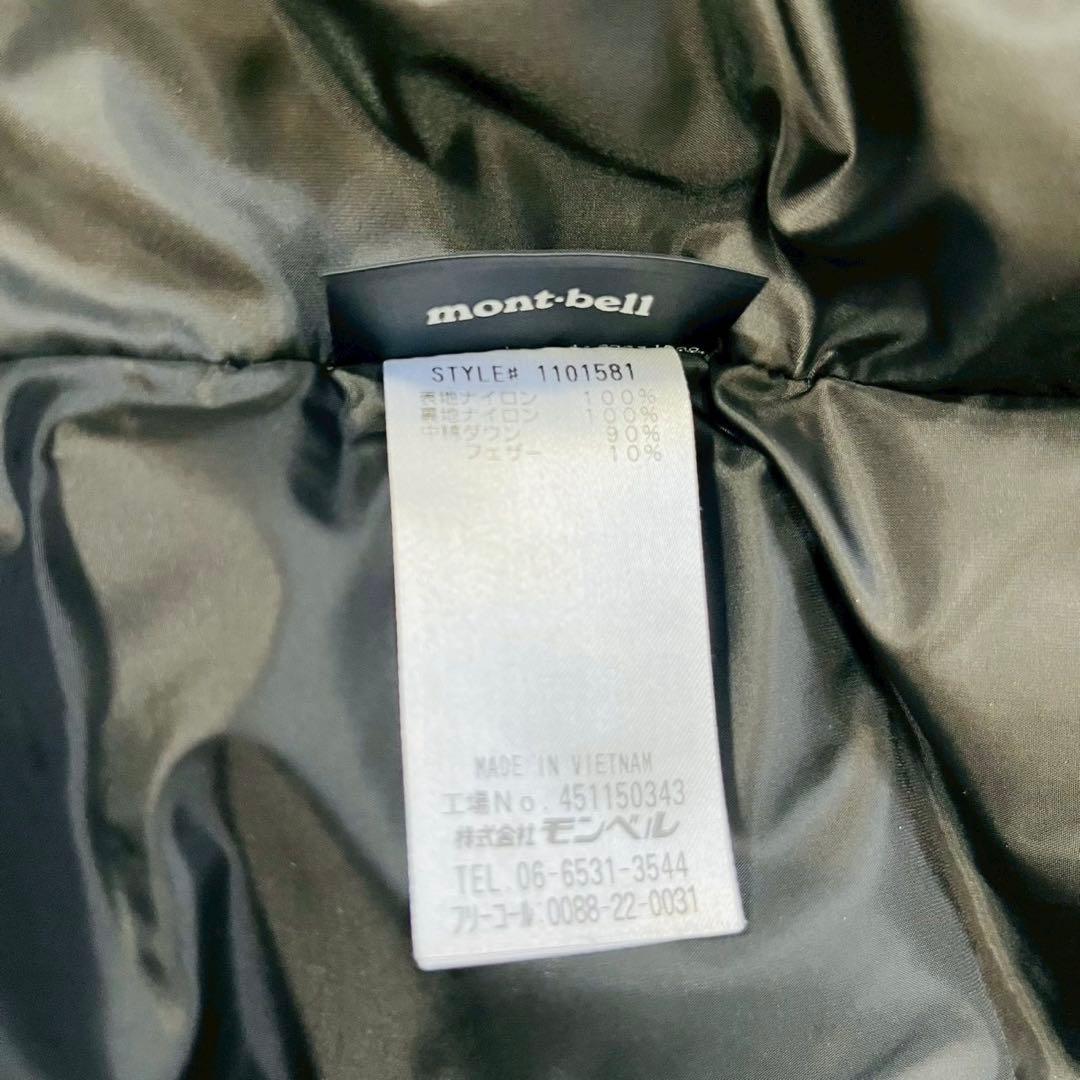 mont-bell
STYLE# 1101581
表地ナイロン 100%
裏地ナイロン 100%
中綿ダウン 90%
フェザー 10%
MADE IN VIETNAM
工場No. 451150343
株式会社モンベル
TEL.06-6531-3544
フリーコール:0088-22-0031